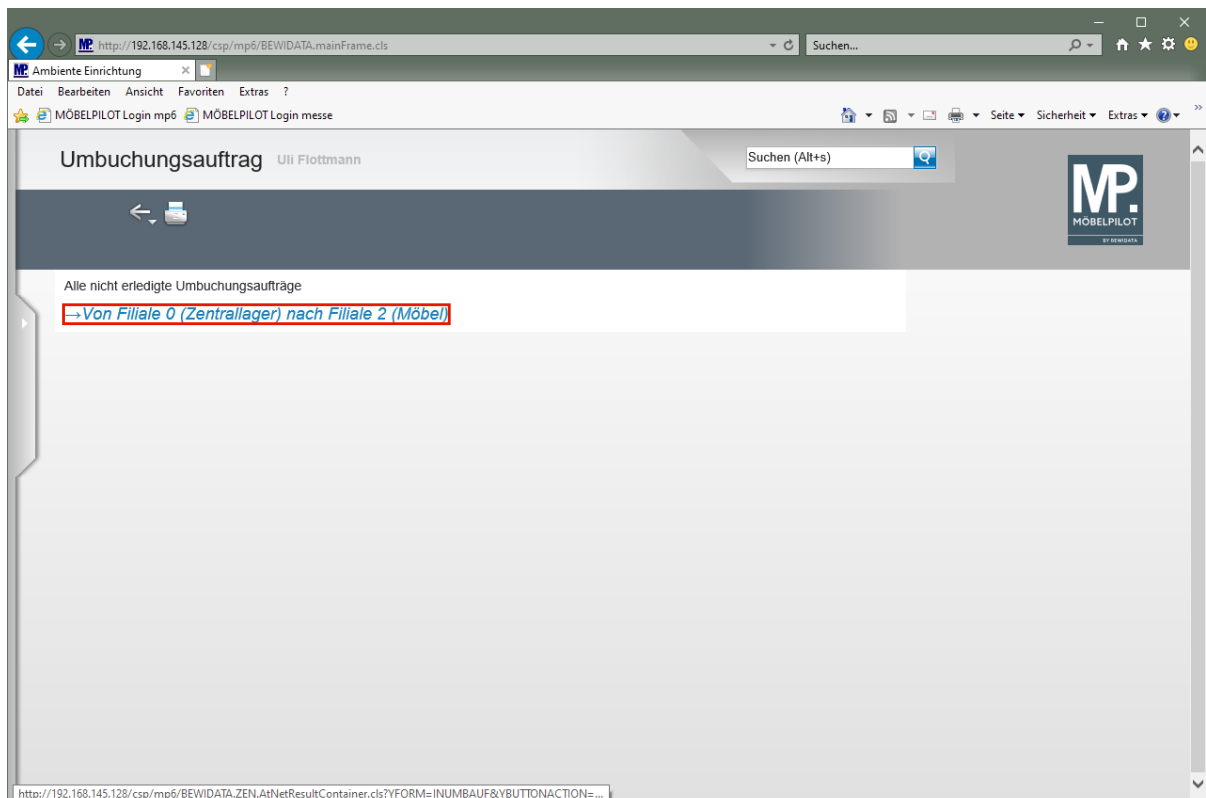 http://192.168.145.128/csp/mp6/BEWIDATA.mainFrame.cls
Suchen...
MP. Ambiente Einrichtung
Datei Bearbeiten Ansicht Favoriten Extras ?
MÖBELPILOT Login mp6 MÖBELPILOT Login messe
Seite Sicherheit Extras
Umbuchungsauftrag Uli Flottmann
Suchen (Alt+s)
MP.
MÖBELPILOT
BY BEWIDATA
Alle nicht erledigte Umbuchungsaufträge
→Von Filiale 0 (Zentrallager) nach Filiale 2 (Möbel)
http://192.168.145.128/csp/mp6/BEWIDATA.ZEN.AtNetResultContainer.cls?YFORM=INUMBAUF&YBUTTONACTION=...